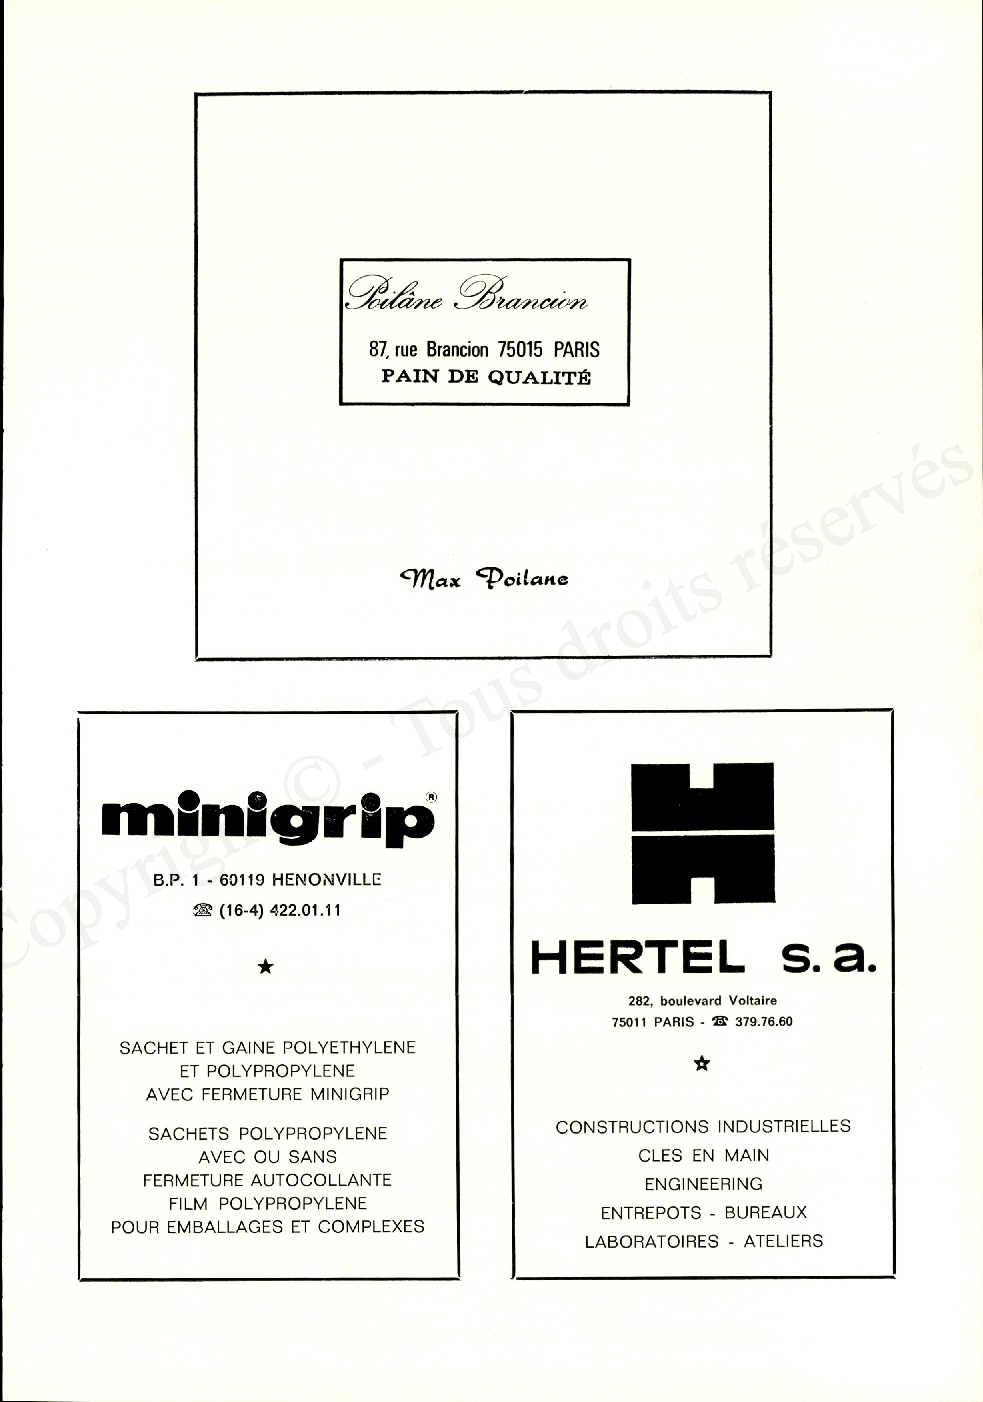 Poilâne Brancion
87, rue Brancion 75015 PARIS
PAIN DE QUALITÉ
Max Poilane
minigrip®
B.P. 1 - 60119 HENONVILLE
☎ (16-4) 422.01.11
★
SACHET ET GAINE POLYETHYLENE
ET POLYPROPYLENE
AVEC FERMETURE MINIGRIP
SACHETS POLYPROPYLENE
AVEC OU SANS
FERMETURE AUTOCOLLANTE
FILM POLYPROPYLENE
POUR EMBALLAGES ET COMPLEXES
HERTEL s.a.
282, boulevard Voltaire
75011 PARIS - ☎ 379.76.60
☆
CONSTRUCTIONS INDUSTRIELLES
CLES EN MAIN
ENGINEERING
ENTREPOTS - BUREAUX
LABORATOIRES - ATELIERS
Copyright © - Tous droits réservés